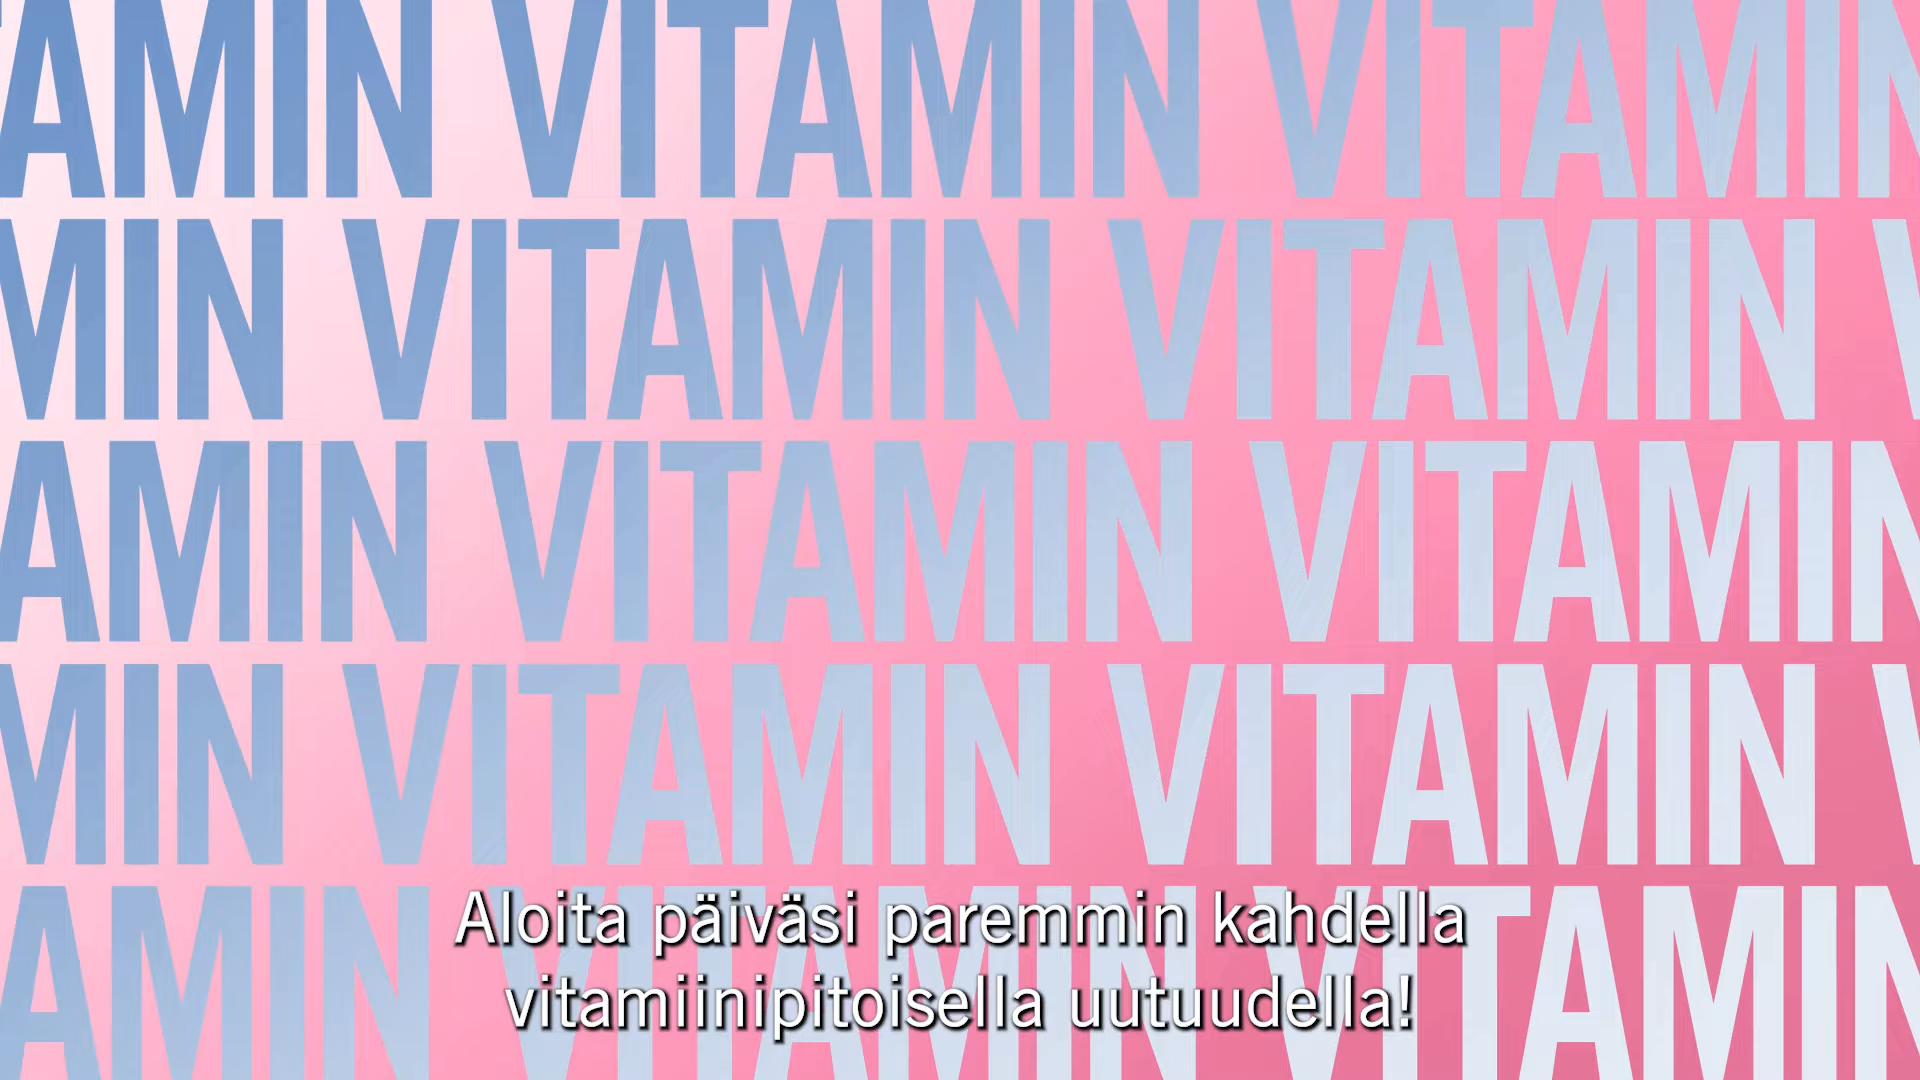 TAMIN VITAMIN VITAMIN
MIN VITAMIN VITAMIN V
AMIN VITAMIN VITAMIN
MIN VITAMIN VITAMIN V
AMIN VITAMIN VITAMIN
Aloita päiväsi paremmin kahdella
vitamiinipitoisella uutuudella!